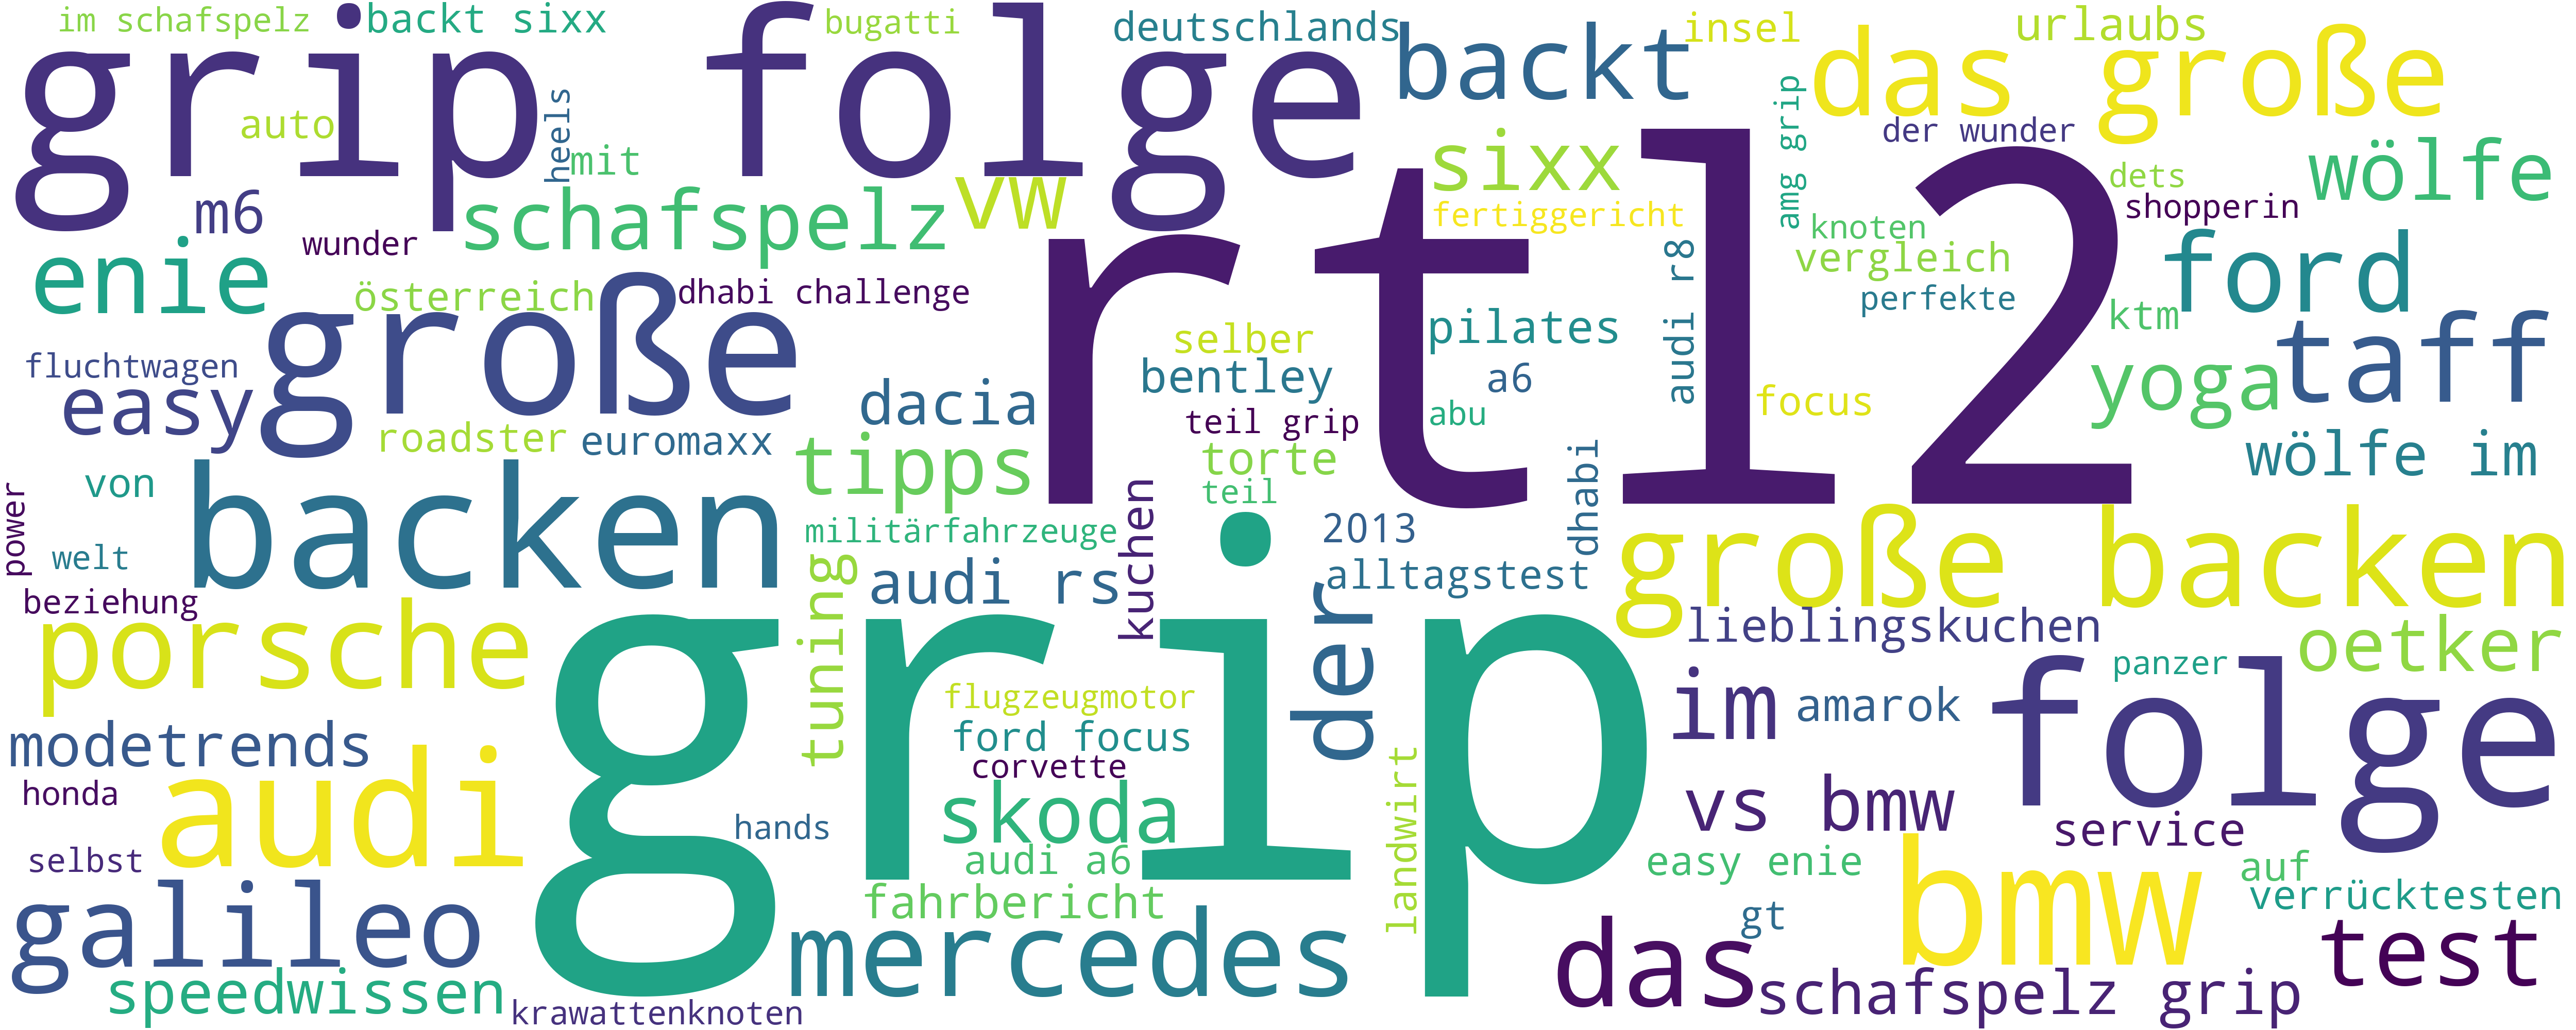 im schafspelz
backt sixx
bugatti
deutschlands
backt
insel
urlaubs
das große
grip folge
auto
heels
mit
sixx
amg grip
der wunder
wölfe
m6
schafspelz
vw
fertiggericht
knoten
dets
shopperin
enie
wunder
österreich
dhabi challenge
rtl2
audi r8
vergleich
perfekte
ford
ktm
taff
fluchtwagen
große
easy
selber
pilates
bentley
a6
dacia
teil grip
abu
focus
yoga
roadster
euromaxx
tipps
torte
teil
dhabi
wölfe im
von
power
backen
welt
beziehung
militärfahrzeuge
kuchen
2013
audi rs
alltagstest
große backen
tuning
der
lieblingskuchen
oetker
porsche
grip
flugzeugmotor
im
amarok
panzer
folge
modetrends
ford focus
corvette
landwirt
honda
audi
hands
skoda
vs bmw
service
selbst
audi a6
easy enie
auf
bmw
verrücktesten
galileo
fahrbericht
gt
mercedes
das
test
speedwissen
schafspelz grip
krawattenknoten